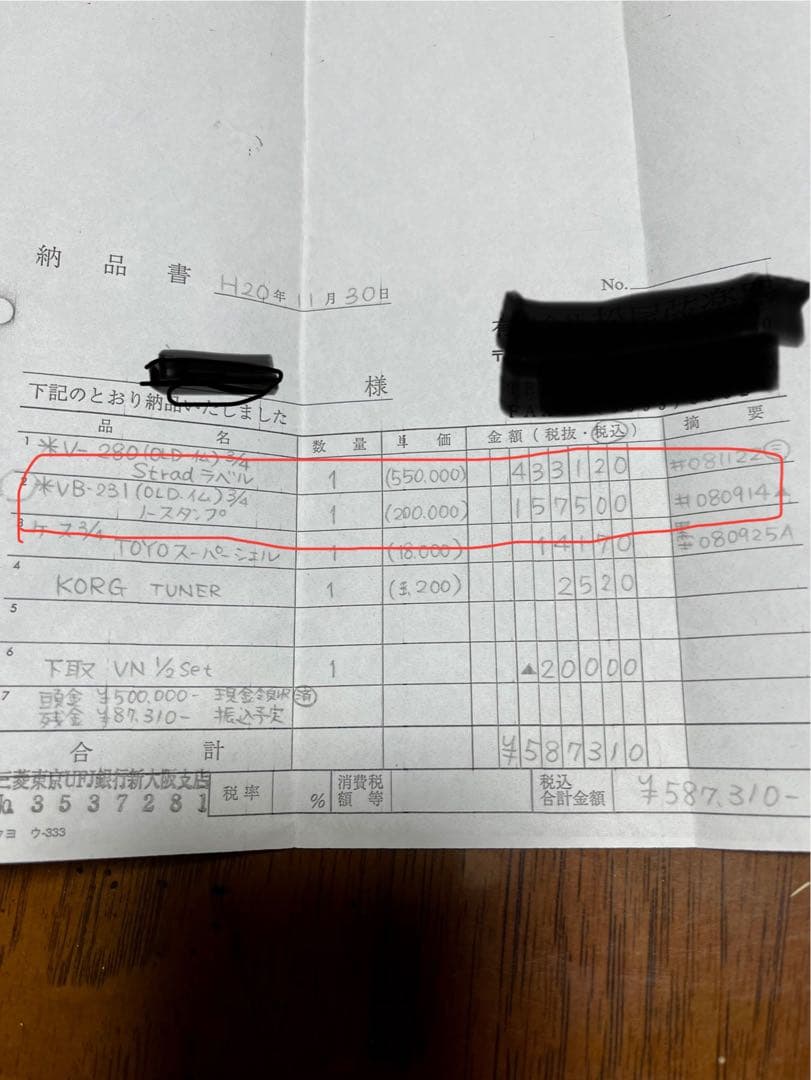 納品書 H20年11月30日
No.
様
下記のとおり納品いたしました
品名 数量 単価 金額(税抜・税込) 摘要
1 *V-280(OLD.イム)3/4 Stradラベル 1 (550.000) 433120 #081122
2 *VB-231(OLD.イム)3/4 ノースタンプ 1 (200.000) 157500 #080914
3 ケース3/4 TOYOスーパーシェル 1 (18.000) 14170 #080925A
4 KORG TUNER 1 200) 2520
5
6 下取 VN 1/2 Set 1 ▲20000
7 頭金 ¥500.000- 現金領収済
残金 ¥87.310- 振込予定
合計 ¥587310
三菱東京UFJ銀行新大阪支店
3537281
税率 % 消費税額等 税込合計金額 ¥587.310-
ウ-333